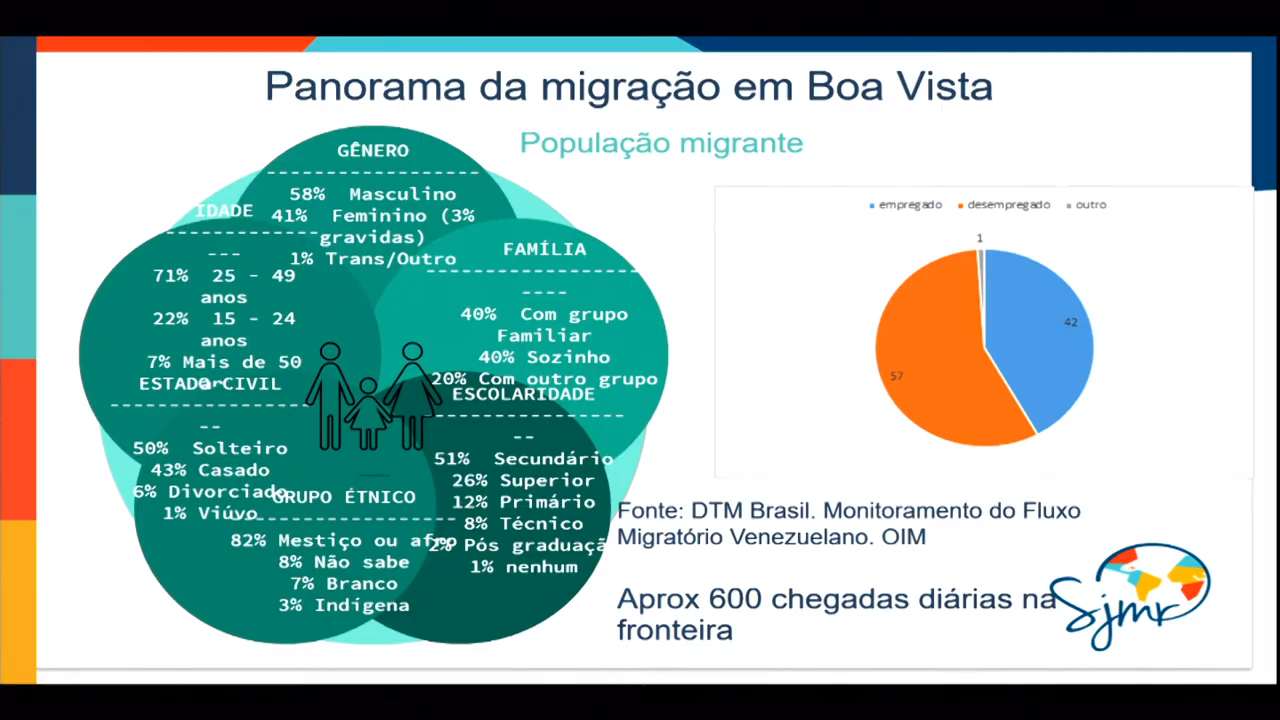 Panorama da migração em Boa Vista
População migrante
GÊNERO
--------------------
58% Masculino
41% Feminino (3%
gravidas)
1% Trans/Outro
IDADE
71% 25 - 49
anos
22% 15 - 24
anos
7% Mais de 50
FAMÍLIA
----
40% Com grupo
Familiar
40% Sozinho
20% Com outro grupo
ESTADO CIVIL
--
50% Solteiro
43% Casado
6% Divorciado
1% Viúvo
ESCOLARIDADE
--
51% Secundário
26% Superior
12% Primário
8% Técnico
2% Pós graduaçã
1% nenhum
GRUPO ÉTNICO
82% Mestiço ou afro
8% Não sabe
7% Branco
3% Indígena
empregado desempregado outro
1
42
57
Fonte: DTM Brasil. Monitoramento do Fluxo
Migratório Venezuelano. OIM
Aprox 600 chegadas diárias na
fronteira
Sjmr